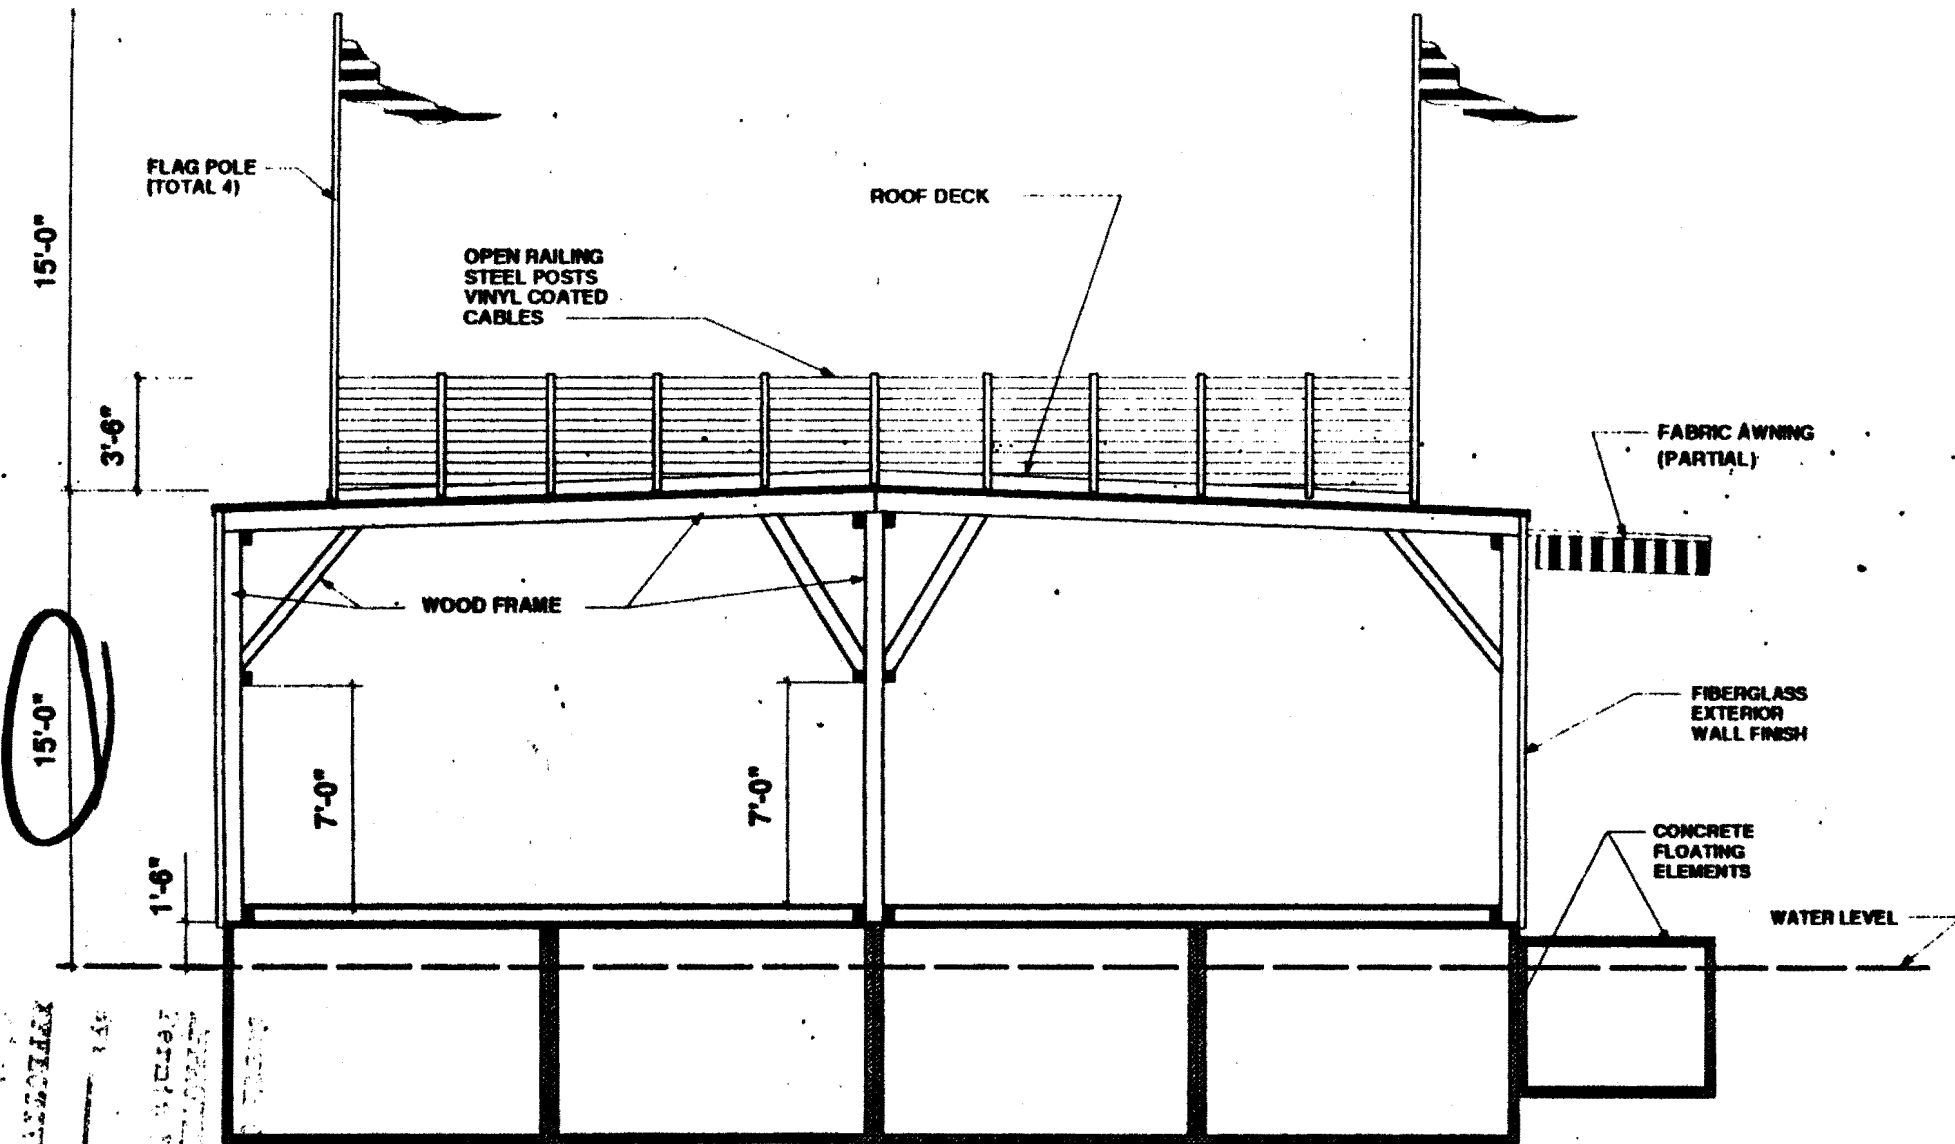 FLAG POLE
(TOTAL 4)
ROOF DECK
15'-0"
OPEN RAILING
STEEL POSTS
VINYL COATED
CABLES
3'-6"
FABRIC AWNING
(PARTIAL)
WOOD FRAME
15'-0"
7'-0"
7'-0"
FIBERGLASS
EXTERIOR
WALL FINISH
1'-6"
CONCRETE
FLOATING
ELEMENTS
WATER LEVEL